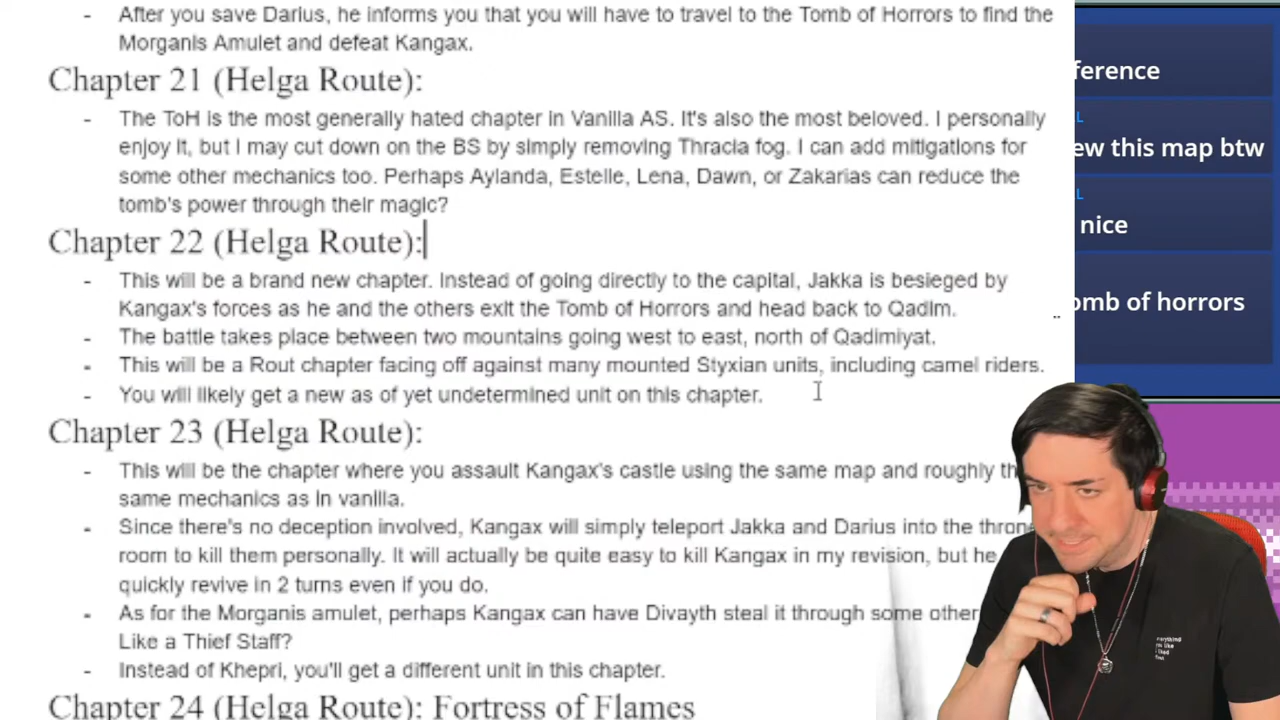 - After you save Darius, he informs you that you will have to travel to the Tomb of Horrors to find the
Morganis Amulet and defeat Kangax.
Chapter 21 (Helga Route):
- The ToH is the most generally hated chapter in Vanilla AS. It's also the most beloved. I personally
enjoy it, but I may cut down on the BS by simply removing Thracia fog. I can add mitigations for
some other mechanics too. Perhaps Aylanda, Estelle, Lena, Dawn, or Zakarias can reduce the
tomb's power through their magic?
Chapter 22 (Helga Route):
- This will be a brand new chapter. Instead of going directly to the capital, Jakka is besieged by
Kangax's forces as he and the others exit the Tomb of Horrors and head back to Qadim.
- The battle takes place between two mountains going west to east, north of Qadimiyat.
- This will be a Rout chapter facing off against many mounted Styxian units, including camel riders.
- You will likely get a new as of yet undetermined unit on this chapter.
Chapter 23 (Helga Route):
- This will be the chapter where you assault Kangax's castle using the same map and roughly th
same mechanics as in vanilla.
- Since there's no deception involved, Kangax will simply teleport Jakka and Darius into the throne
room to kill them personally. It will actually be quite easy to kill Kangax in my revision, but he
quickly revive in 2 turns even if you do.
- As for the Morganis amulet, perhaps Kangax can have Divayth steal it through some other
Like a Thief Staff?
- Instead of Khepri, you'll get a different unit in this chapter.
Chapter 24 (Helga Route): Fortress of Flames
ference
L
ew this map btw
L
nice
omb of horrors